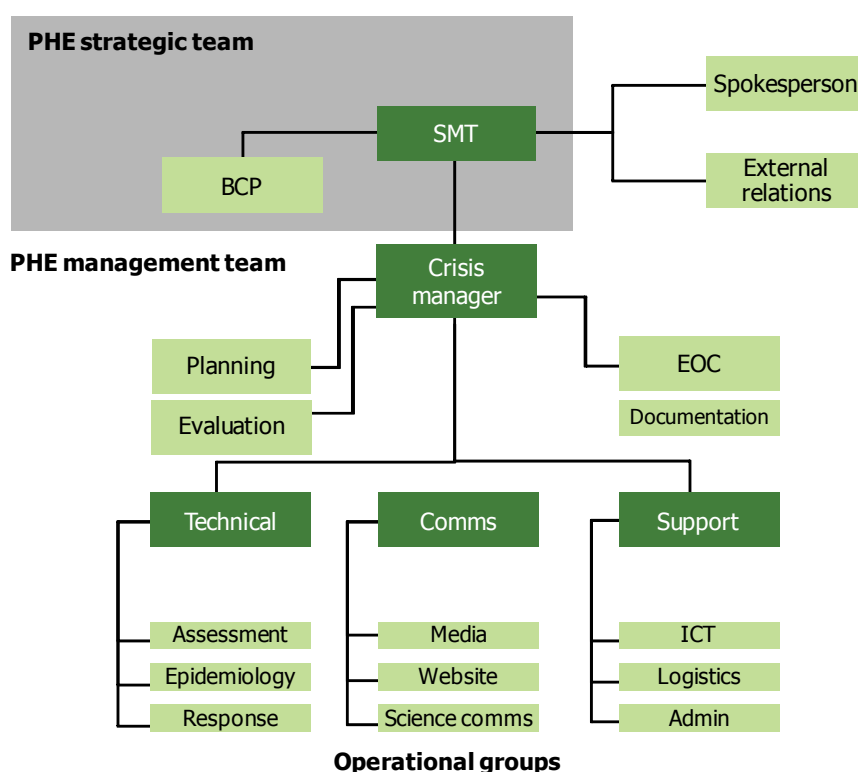 PHE strategic team
Spokesperson
SMT
BCP
External
relations
PHE management team
Crisis
manager
Planning
EOC
Evaluation
Documentation
Technical
Comms
Support
Assessment
Media
ICT
Epidemiology
Website
Logistics
Response
Science comms
Admin
Operational groups